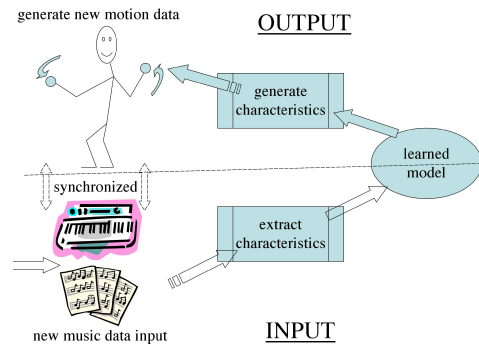 generate new motion data
OUTPUT
generate
characteristics
learned
model
synchronized
extract
characteristics
new music data input
INPUT